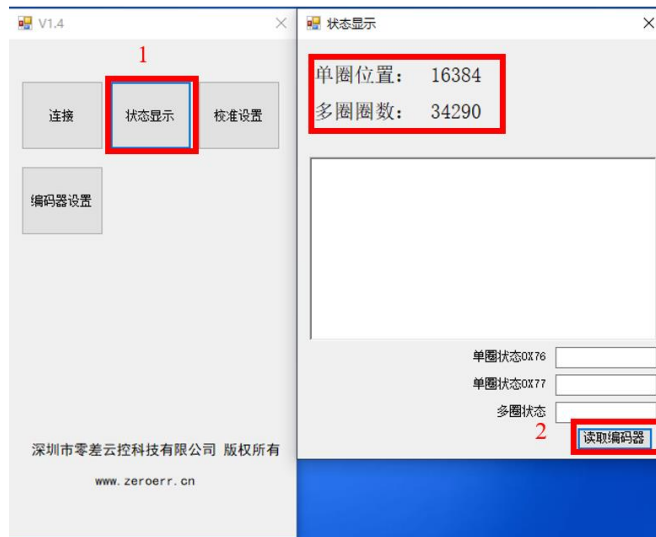 V1.4
1
连接
状态显示
校准设置
编码器设置
深圳市零差云控科技有限公司 版权所有
www.zeroerr.cn
状态显示
单圈位置: 16384
多圈圈数: 34290
单圈状态0X76
单圈状态0X77
多圈状态
2
读取编码器